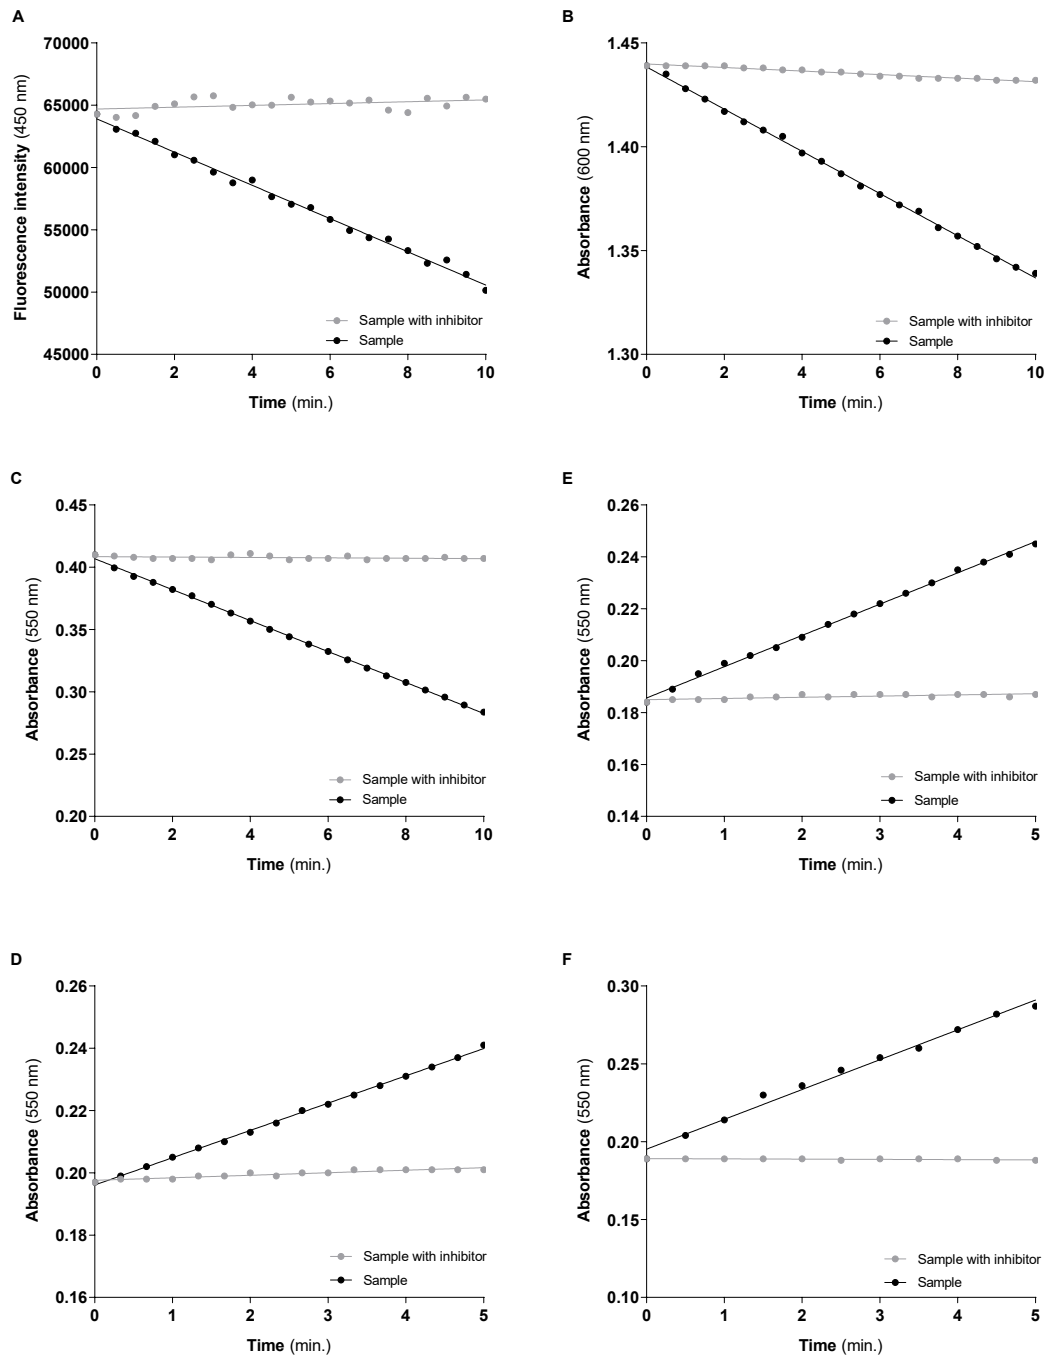 A
Fluorescence intensity (450 nm)
70000
65000
60000
55000
50000
45000
0 2 4 6 8 10
Time (min.)
Sample with inhibitor
Sample
B
Absorbance (600 nm)
1.45
1.40
1.35
1.30
0 2 4 6 8 10
Time (min.)
Sample with inhibitor
Sample
C
Absorbance (550 nm)
0.45
0.40
0.35
0.30
0.25
0.20
0 2 4 6 8 10
Time (min.)
Sample with inhibitor
Sample
E
Absorbance (550 nm)
0.26
0.24
0.22
0.20
0.18
0.16
0.14
0 1 2 3 4 5
Time (min.)
Sample with inhibitor
Sample
D
Absorbance (550 nm)
0.26
0.24
0.22
0.20
0.18
0.16
0 1 2 3 4 5
Time (min.)
Sample with inhibitor
Sample
F
Absorbance (550 nm)
0.30
0.25
0.20
0.15
0.10
0 1 2 3 4 5
Time (min.)
Sample with inhibitor
Sample